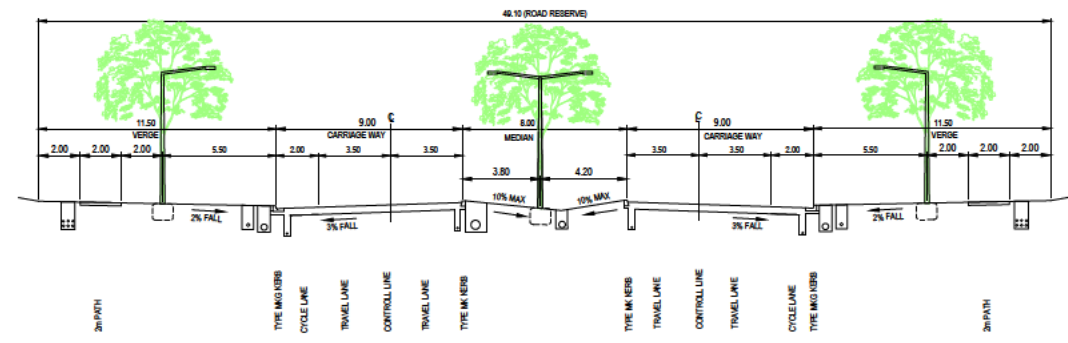 49.10 (ROAD RESERVE)
11.50
VERGE
9.00
CARRIAGE WAY
℄
8.00
MEDIAN
℄
9.00
CARRIAGE WAY
11.50
VERGE
2.00 2.00 2.00 5.50 2.00 3.50 3.50 3.50 3.50 2.00 5.50 2.00 2.00 2.00
3.80 4.20
10% MAX 10% MAX
2% FALL 3% FALL 3% FALL 2% FALL
2m PATH
TYPE MKG KERB
CYCLE LANE
TRAVEL LANE
CONTROLL LINE
TRAVEL LANE
TYPE MK KERB
TYPE MK KERB
TRAVEL LANE
CONTROLL LINE
TRAVEL LANE
CYCLE LANE
TYPE MKG KERB
2m PATH